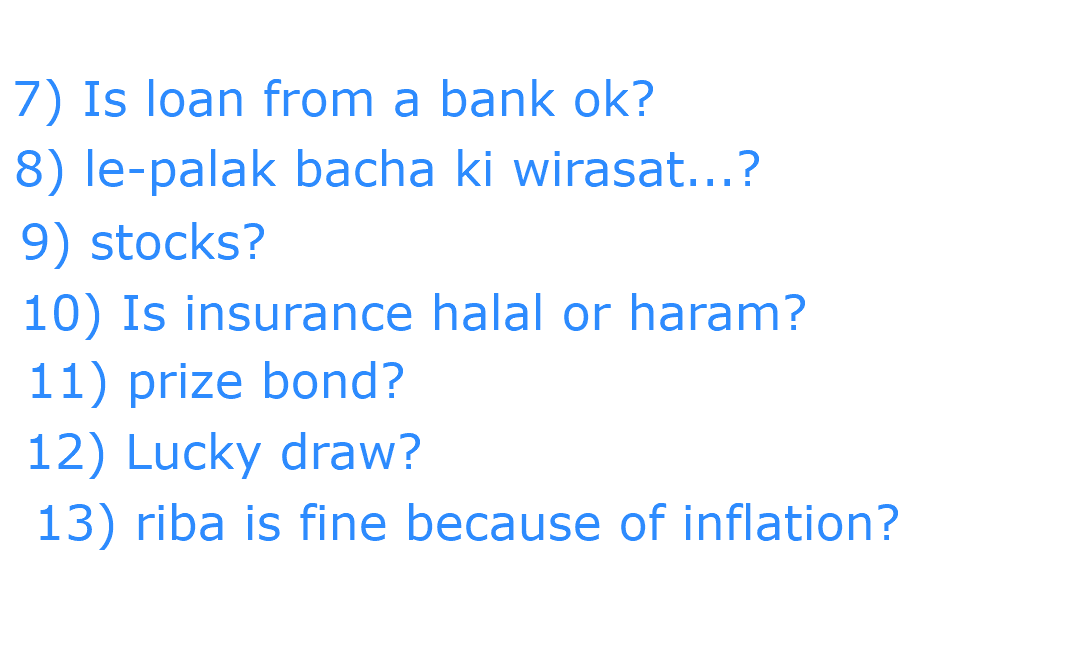 7) Is loan from a bank ok?
8) le-palak bacha ki wirasat...?
9) stocks?
10) Is insurance halal or haram?
11) prize bond?
12) Lucky draw?
13) riba is fine because of inflation?